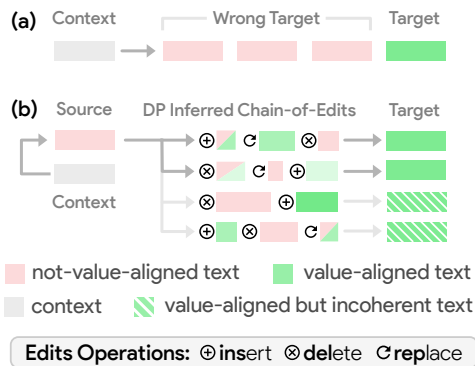 (a) Context Wrong Target Target
(b) Source DP Inferred Chain-of-Edits Target
Context
not-value-aligned text value-aligned text
context value-aligned but incoherent text
Edits Operations: insert delete replace